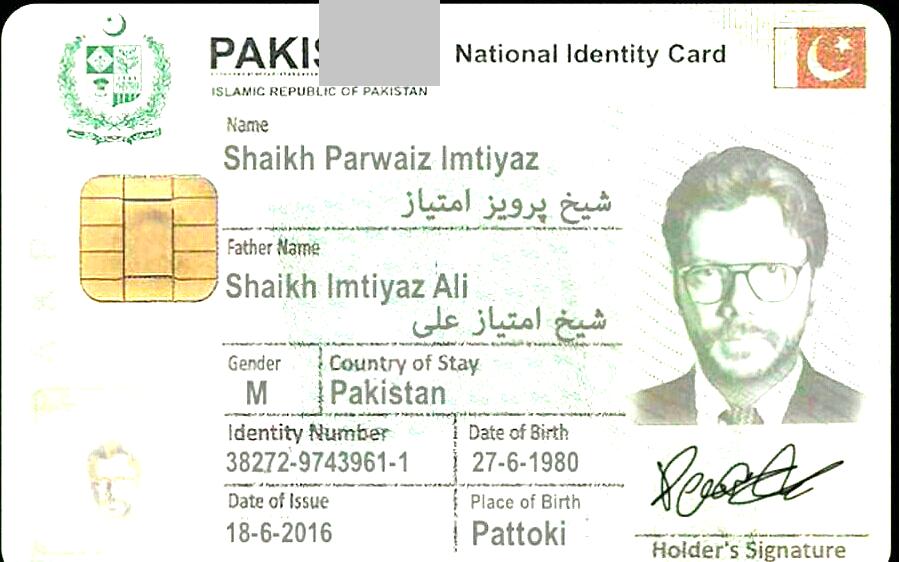 PAKIS
National Identity Card
ISLAMIC REPUBLIC OF PAKISTAN
Name
Shaikh Parwaiz Imtiyaz
شیخ پرویز امتیاز
Father Name
Shaikh Imtiyaz Ali
شیخ امتیاز علی
Gender Country of Stay
M Pakistan
Identity Number Date of Birth
38272-9743961-1 27-6-1980
Date of Issue Place of Birth
18-6-2016 Pattoki
Holder's Signature